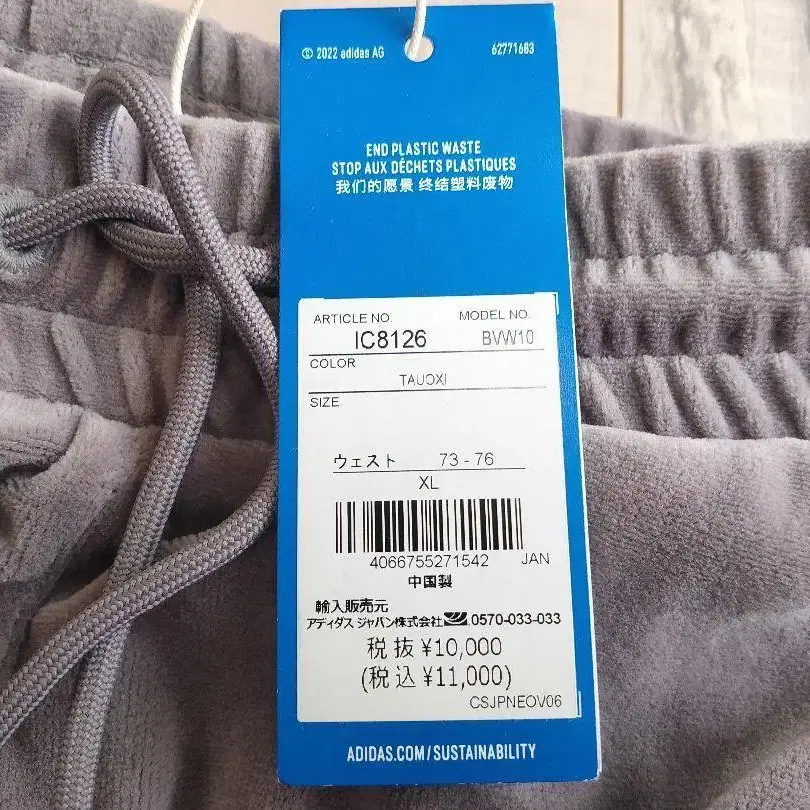 © 2022 adidas AG 62771683
END PLASTIC WASTE
STOP AUX DÉCHETS PLASTIQUES
我们的愿景 终结塑料废物
ARTICLE NO. MODEL NO.
IC8126 BVW10
COLOR
TAUOXI
SIZE
ウェスト 73 - 76
XL
4066755271542 JAN
中国製
輸入販売元
アディダス ジャパン株式会社 0570-033-033
税抜 ¥10,000
(税込 ¥11,000)
CSJPNEOV06
ADIDAS.COM/SUSTAINABILITY